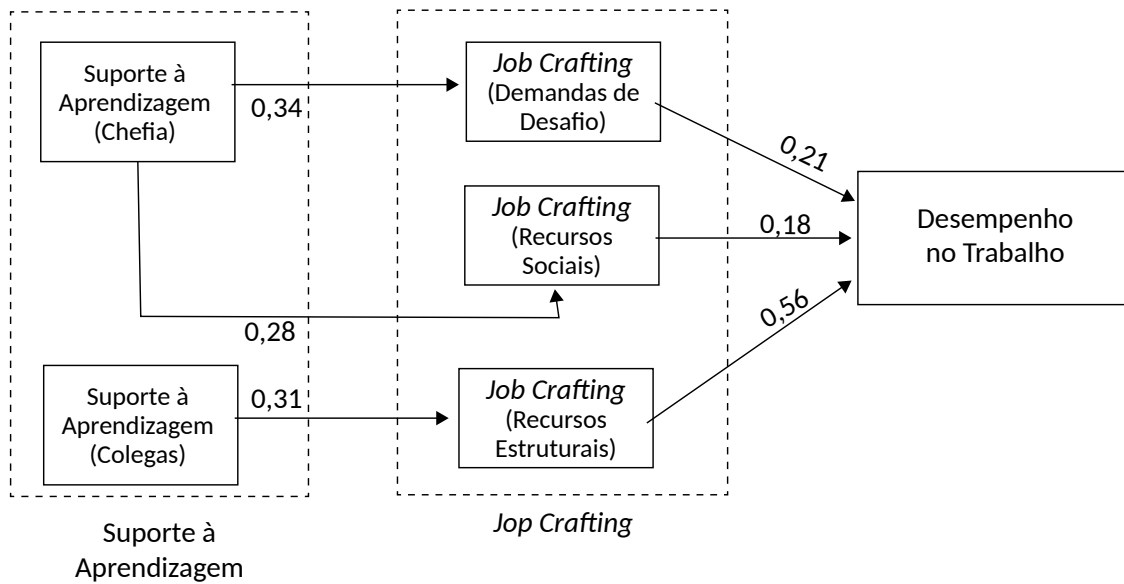 Suporte à
Aprendizagem
(Chefia)
0,34
Job Crafting
(Demandas de
Desafio)
0,21
Job Crafting
(Recursos
Sociais)
0,18
Desempenho
no Trabalho
0,28
0,56
Suporte à
Aprendizagem
(Colegas)
0,31
Job Crafting
(Recursos
Estruturais)
Suporte à
Aprendizagem
Jop Crafting